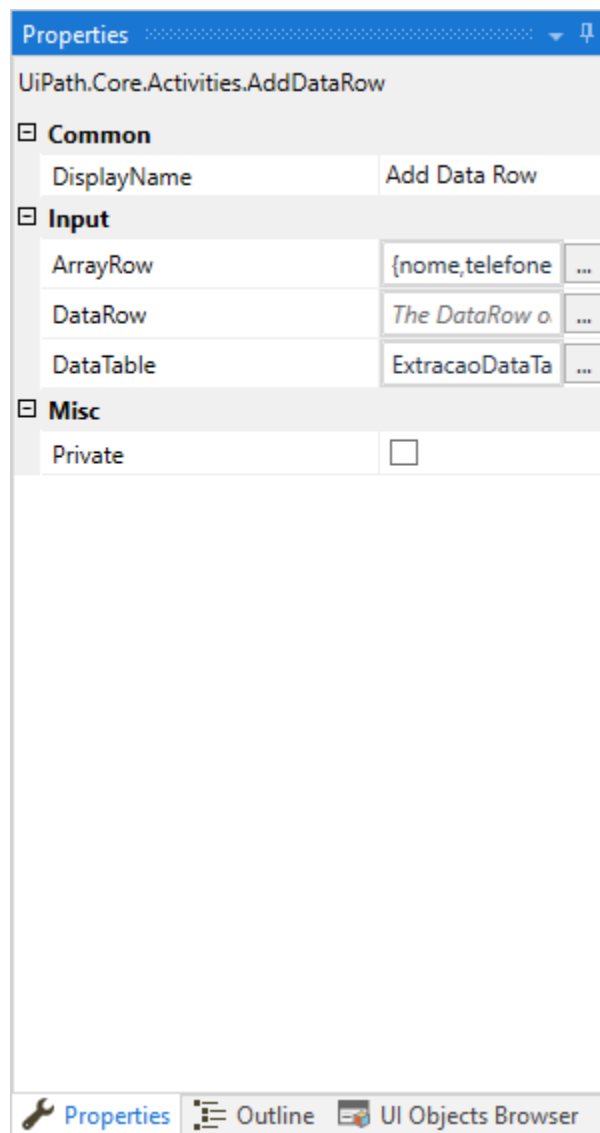 Properties
UiPath.Core.Activities.AddDataRow
Common
DisplayName Add Data Row
Input
ArrayRow {nome,telefone ...
DataRow The DataRow o ...
DataTable ExtracaoDataTa ...
Misc
Private
Properties Outline UI Objects Browser